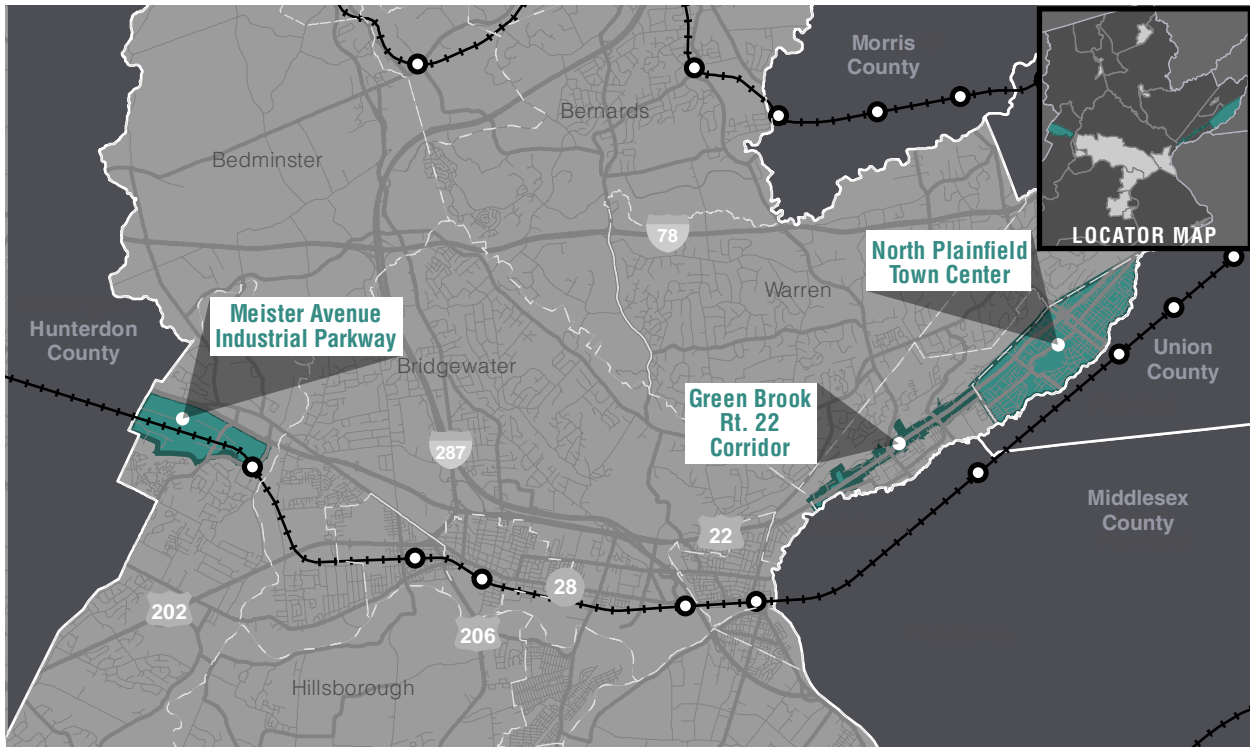 Morris
County
Bernards
Bedminster
LOCATOR MAP
78
North Plainfield
Town Center
Warren
Meister Avenue
Industrial Parkway
Hunterdon
County
Union
County
Bridgewater
Green Brook
Rt. 22
Corridor
287
Middlesex
County
22
28
202
206
Hillsborough